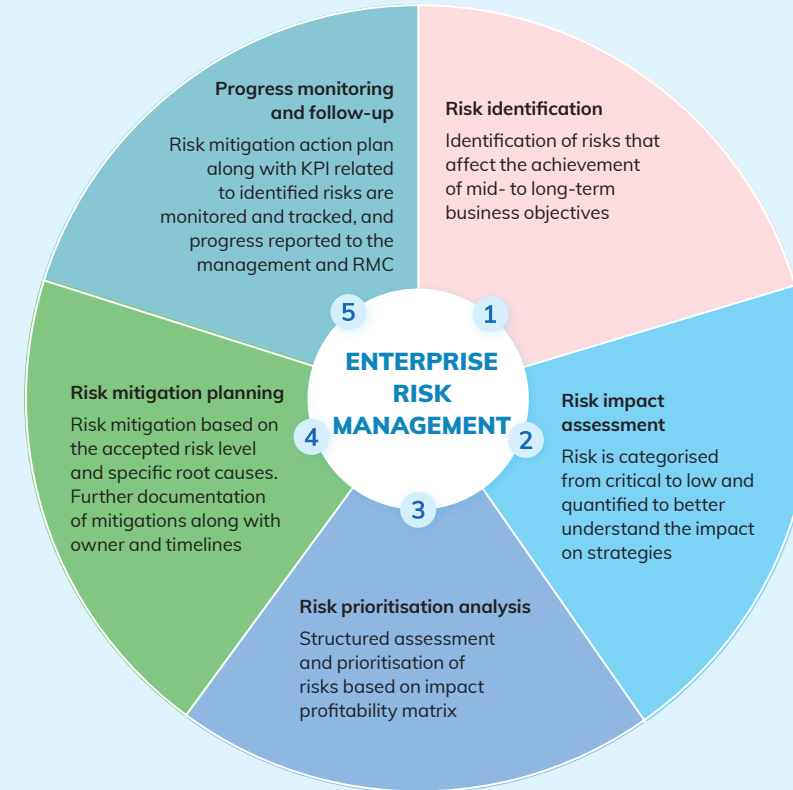 ENTERPRISE
RISK
MANAGEMENT
1
Risk identification
Identification of risks that
affect the achievement
of mid- to long-term
business objectives
2
Risk impact
assessment
Risk is categorised
from critical to low and
quantified to better
understand the impact
on strategies
3
Risk prioritisation analysis
Structured assessment
and prioritisation of
risks based on impact
profitability matrix
4
Risk mitigation planning
Risk mitigation based on
the accepted risk level
and specific root causes.
Further documentation
of mitigations along with
owner and timelines
5
Progress monitoring
and follow-up
Risk mitigation action plan
along with KPI related
to identified risks are
monitored and tracked, and
progress reported to the
management and RMC